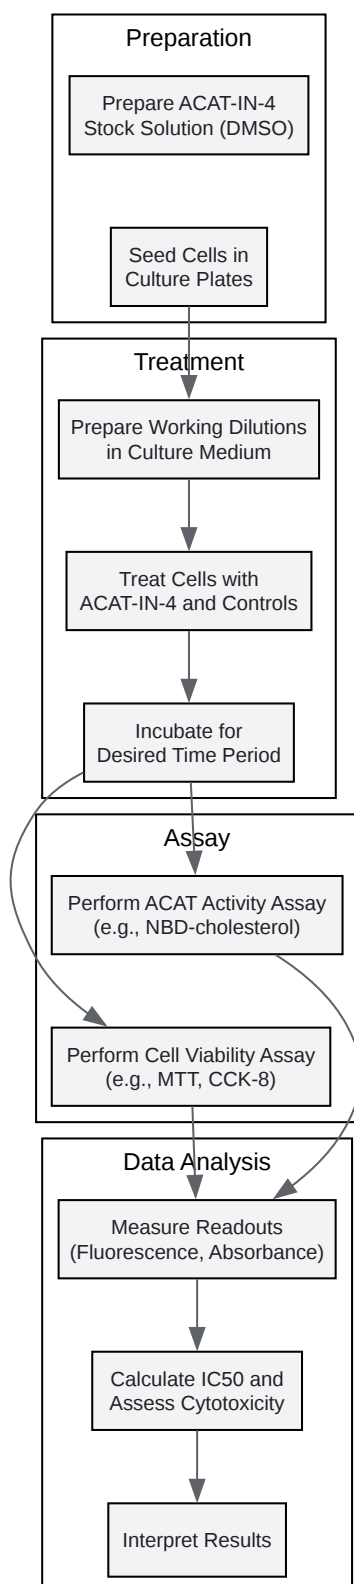 Preparation
Prepare ACAT-IN-4
Stock Solution (DMSO)
Seed Cells in
Culture Plates
Treatment
Prepare Working Dilutions
in Culture Medium
Treat Cells with
ACAT-IN-4 and Controls
Incubate for
Desired Time Period
Assay
Perform ACAT Activity Assay
(e.g., NBD-cholesterol)
Perform Cell Viability Assay
(e.g., MTT, CCK-8)
Data Analysis
Measure Readouts
(Fluorescence, Absorbance)
Calculate IC50 and
Assess Cytotoxicity
Interpret Results